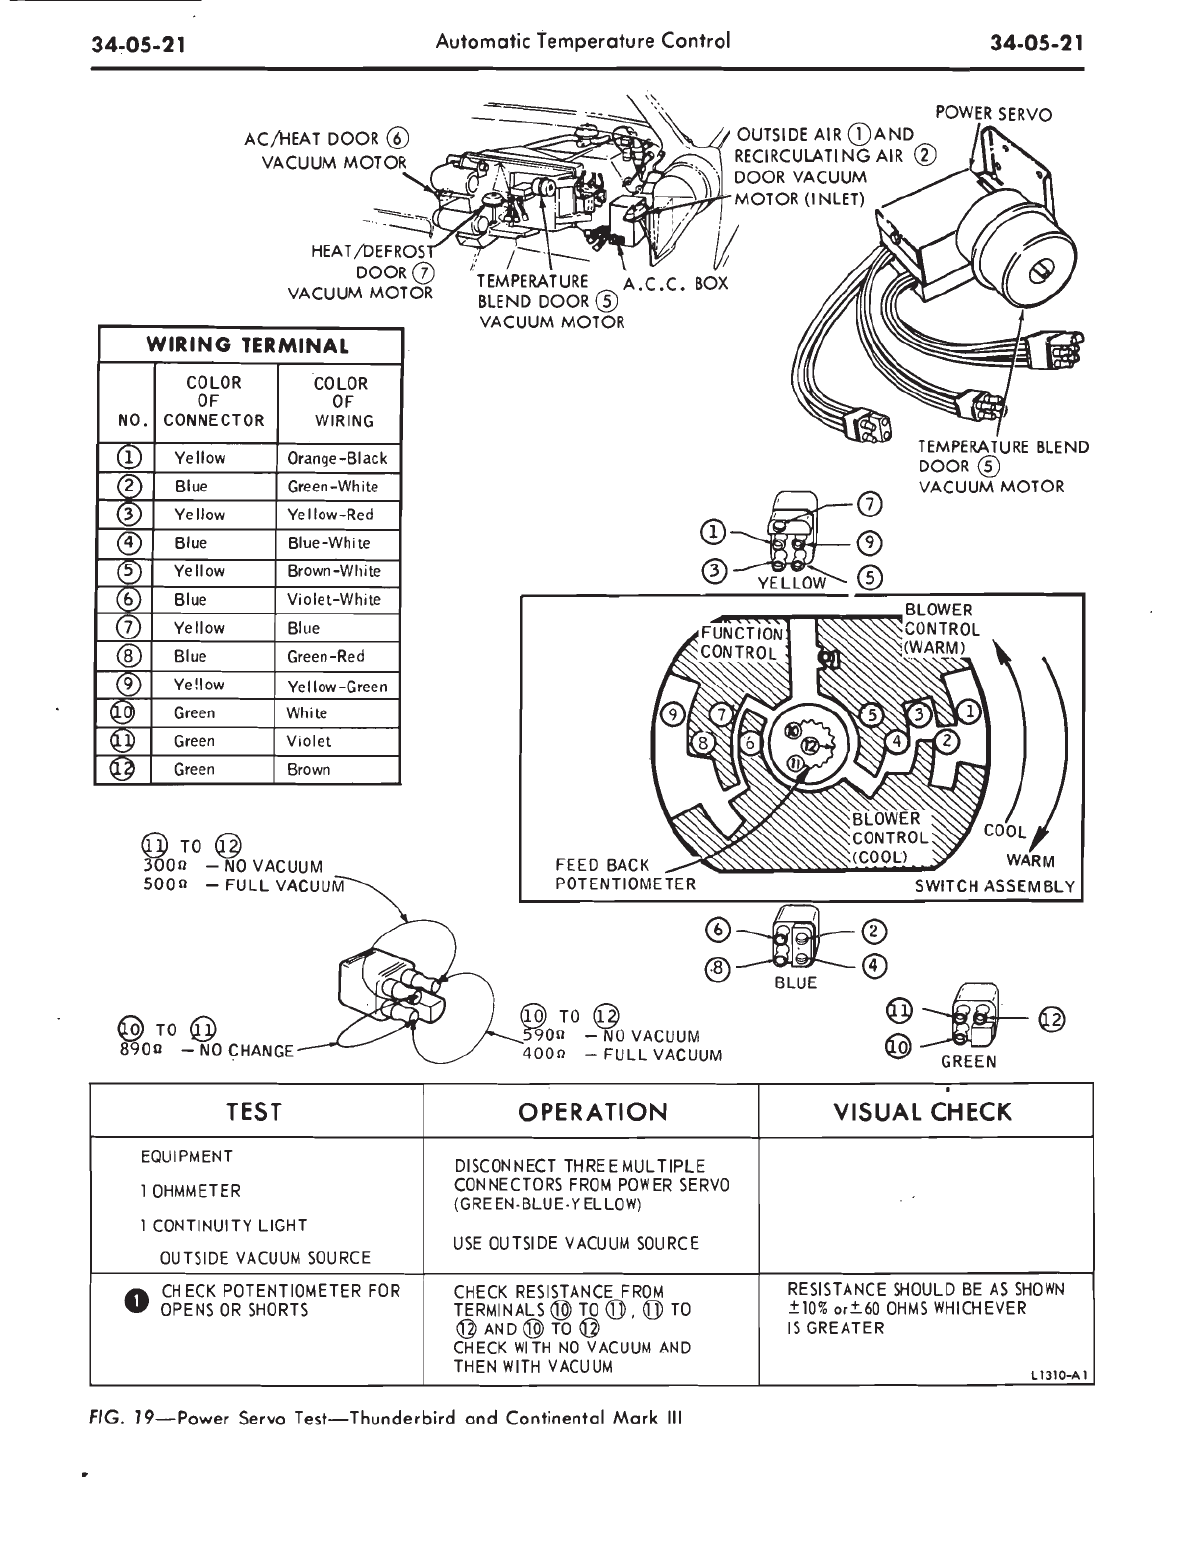 34-05-21
Automatic Temperature Control
34-05-21
AC/HEAT DOOR ⑥
VACUUM MOTOR
OUTSIDE AIR ① AND
RECIRCULATING AIR ②
DOOR VACUUM
MOTOR (INLET)
POWER SERVO
HEAT/DEFROST
DOOR ⑦
VACUUM MOTOR
TEMPERATURE
BLEND DOOR ⑤
VACUUM MOTOR
A.C.C. BOX
TEMPERATURE BLEND
DOOR ⑤
VACUUM MOTOR
WIRING TERMINAL
NO. COLOR OF CONNECTOR COLOR OF WIRING
① Yellow Orange-Black
② Blue Green-White
③ Yellow Yellow-Red
④ Blue Blue-White
⑤ Yellow Brown-White
⑥ Blue Violet-White
⑦ Yellow Blue
⑧ Blue Green-Red
⑨ Yellow Yellow-Green
⑩ Green White
⑪ Green Violet
⑫ Green Brown
⑦
① ⑨
③ ⑤
YELLOW
FUNCTION
CONTROL
BLOWER
CONTROL
(WARM)
⑨ ⑦ ⑧ ⑥ ⑩ ⑫ ⑪ ⑤ ③ ① ④ ②
BLOWER
CONTROL
(COOL)
COOL
WARM
FEED BACK
POTENTIOMETER
SWITCH ASSEMBLY
⑪ TO ⑫
300Ω – NO VACUUM
500Ω – FULL VACUUM
⑩ TO ⑪
890Ω – NO CHANGE
⑩ TO ⑫
590Ω – NO VACUUM
400Ω – FULL VACUUM
⑥ ②
⑧ ④
BLUE
⑪ ⑫
⑩
GREEN
TEST OPERATION VISUAL CHECK
EQUIPMENT
1 OHMMETER
1 CONTINUITY LIGHT
OUTSIDE VACUUM SOURCE
DISCONNECT THREE MULTIPLE
CONNECTORS FROM POWER SERVO
(GREEN-BLUE-YELLOW)
USE OUTSIDE VACUUM SOURCE
❶ CHECK POTENTIOMETER FOR
OPENS OR SHORTS
CHECK RESISTANCE FROM
TERMINALS ⑩ TO ⑪, ⑪ TO
⑫ AND ⑩ TO ⑫
CHECK WITH NO VACUUM AND
THEN WITH VACUUM
RESISTANCE SHOULD BE AS SHOWN
±10% or ±60 OHMS WHICHEVER
IS GREATER
L1310-A1
FIG. 19—Power Servo Test—Thunderbird and Continental Mark III